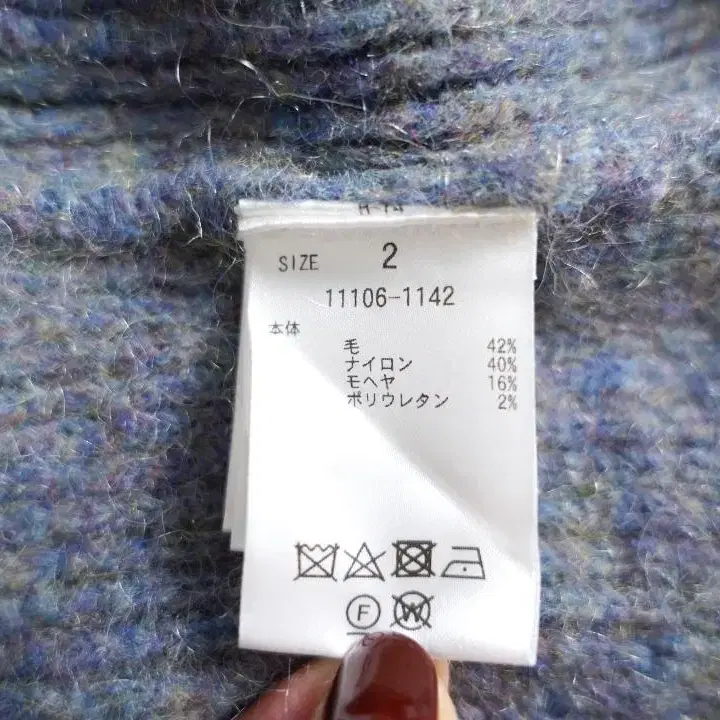 SIZE 2
11106-1142
本体
毛 42%
ナイロン 40%
モヘヤ 16%
ポリウレタン 2%
F W